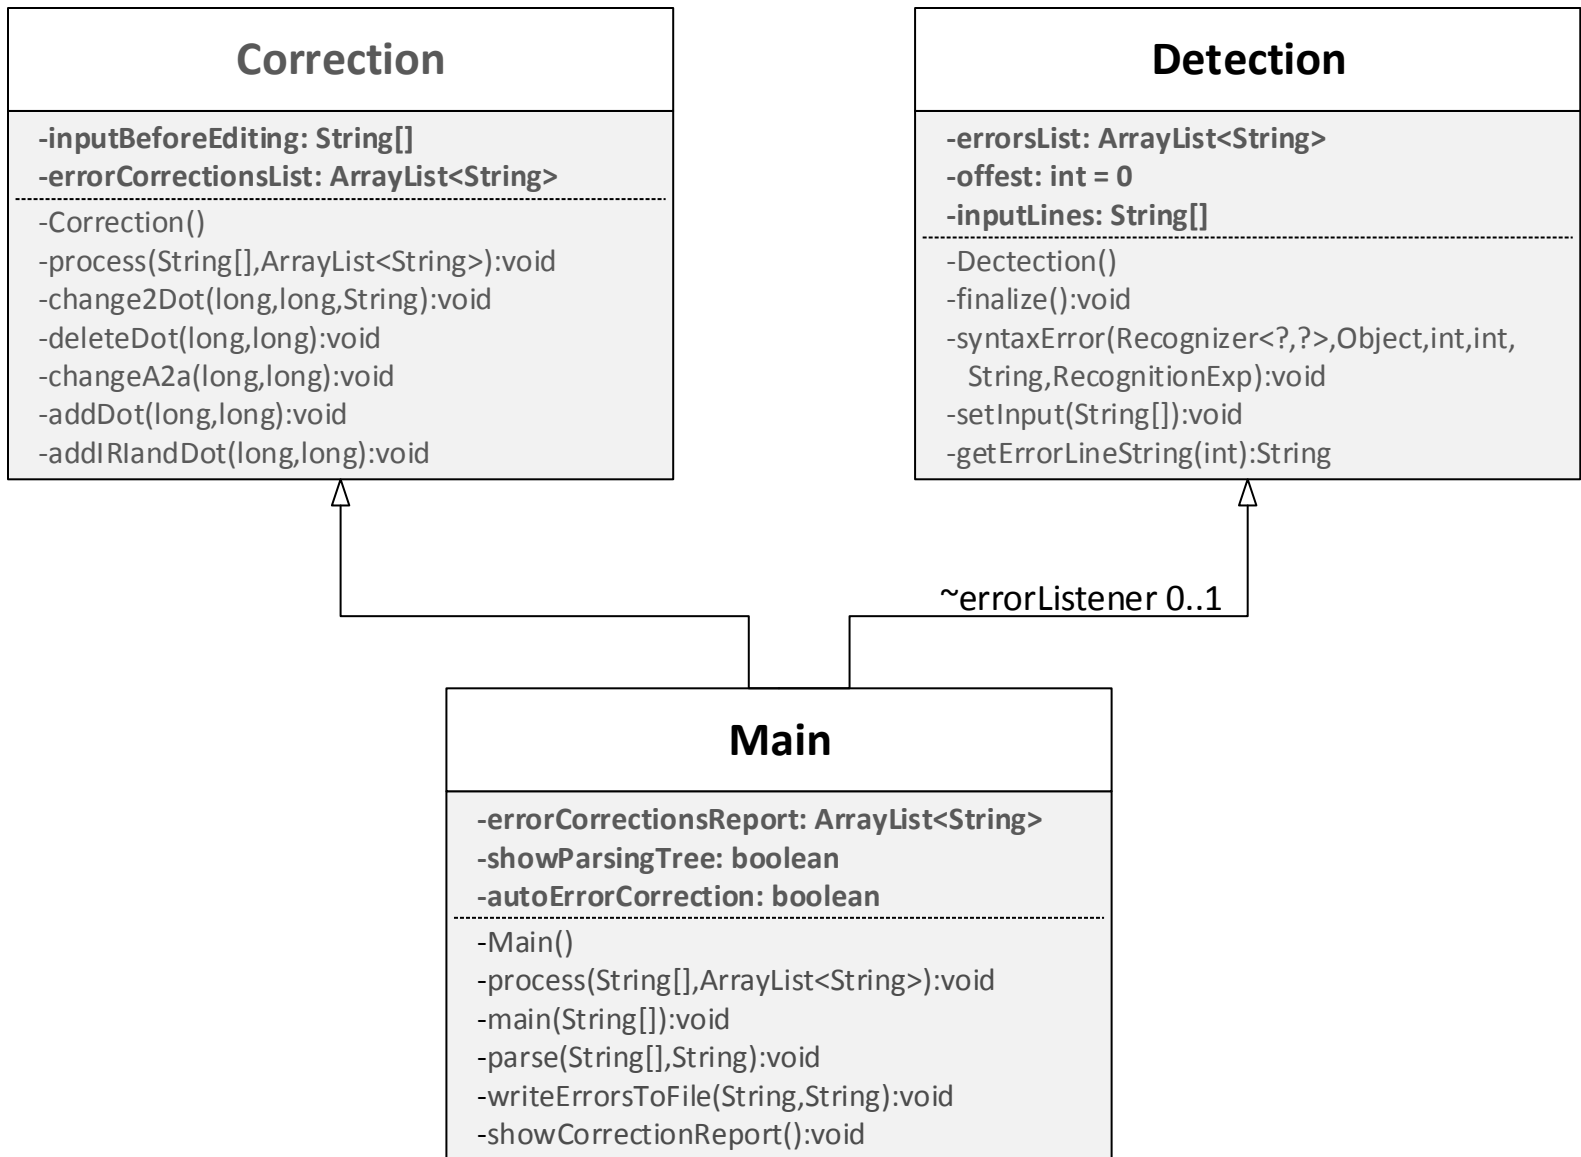 Correction
-inputBeforeEditing: String[]
-errorCorrectionsList: ArrayList<String>
-Correction()
-process(String[],ArrayList<String>):void
-change2Dot(long,long,String):void
-deleteDot(long,long):void
-changeA2a(long,long):void
-addDot(long,long):void
-addIRIandDot(long,long):void
Detection
-errorsList: ArrayList<String>
-offest: int = 0
-inputLines: String[]
-Dectection()
-finalize():void
-syntaxError(Recognizer<?,?>,Object,int,int,
String,RecognitionExp):void
-setInput(String[]):void
-getErrorLineString(int):String
~errorListener 0..1
Main
-errorCorrectionsReport: ArrayList<String>
-showParsingTree: boolean
-autoErrorCorrection: boolean
-Main()
-process(String[],ArrayList<String>):void
-main(String[]):void
-parse(String[],String):void
-writeErrorsToFile(String,String):void
-showCorrectionReport():void